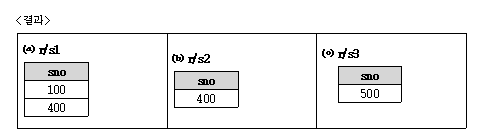 <결과>
(a) r/s1
sno
100
400
(b) r/s2
sno
400
(c) r/s3
sno
500